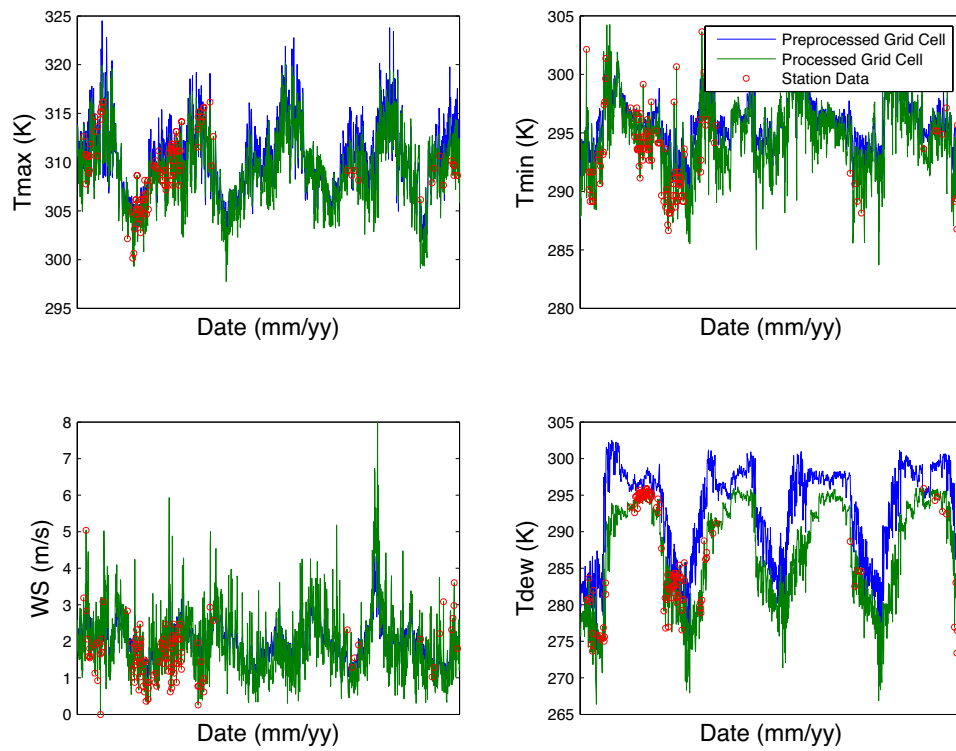 325
320
315
310
305
300
295
Tmax (K)
Date (mm/yy)
305
300
295
290
285
280
Tmin (K)
Date (mm/yy)
Preprocessed Grid Cell
Processed Grid Cell
Station Data
8
7
6
5
4
3
2
1
0
WS (m/s)
Date (mm/yy)
305
300
295
290
285
280
275
270
265
Tdew (K)
Date (mm/yy)